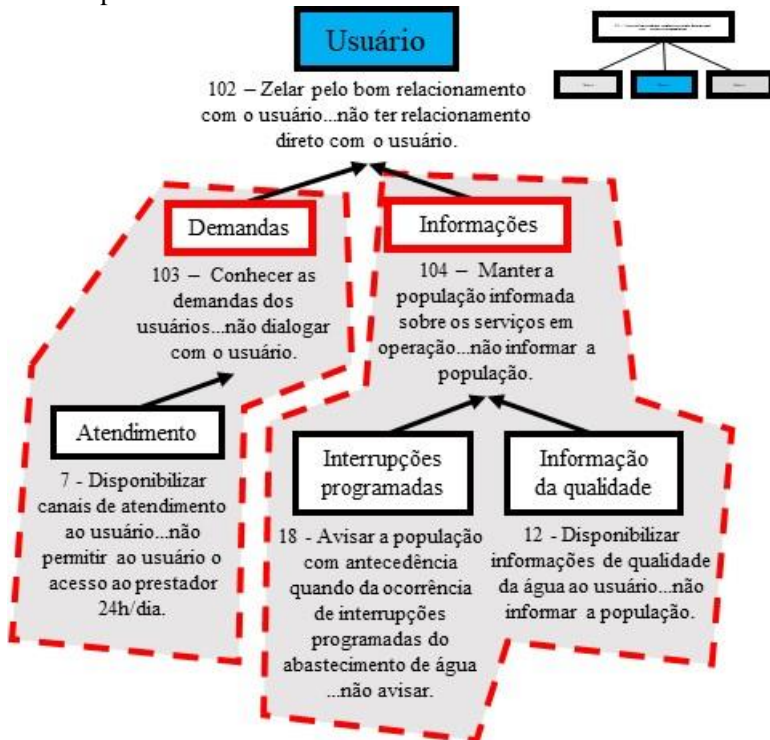 Usuário
102 – Zelar pelo bom relacionamento
com o usuário...não ter relacionamento
direto com o usuário.
Demandas
103 – Conhecer as
demandas dos
usuários...não dialogar
com o usuário.
Informações
104 – Manter a
população informada
sobre os serviços em
operação...não informar a
população.
Atendimento
7 - Disponibilizar
canais de atendimento
ao usuário...não
permitir ao usuário o
acesso ao prestador
24h/dia.
Interrupções
programadas
18 - Avisar a população
com antecedência
quando da ocorrência
de interrupções
programadas do
abastecimento de água
...não avisar.
Informação
da qualidade
12 - Disponibilizar
informações de qualidade
da água ao usuário...não
informar a população.